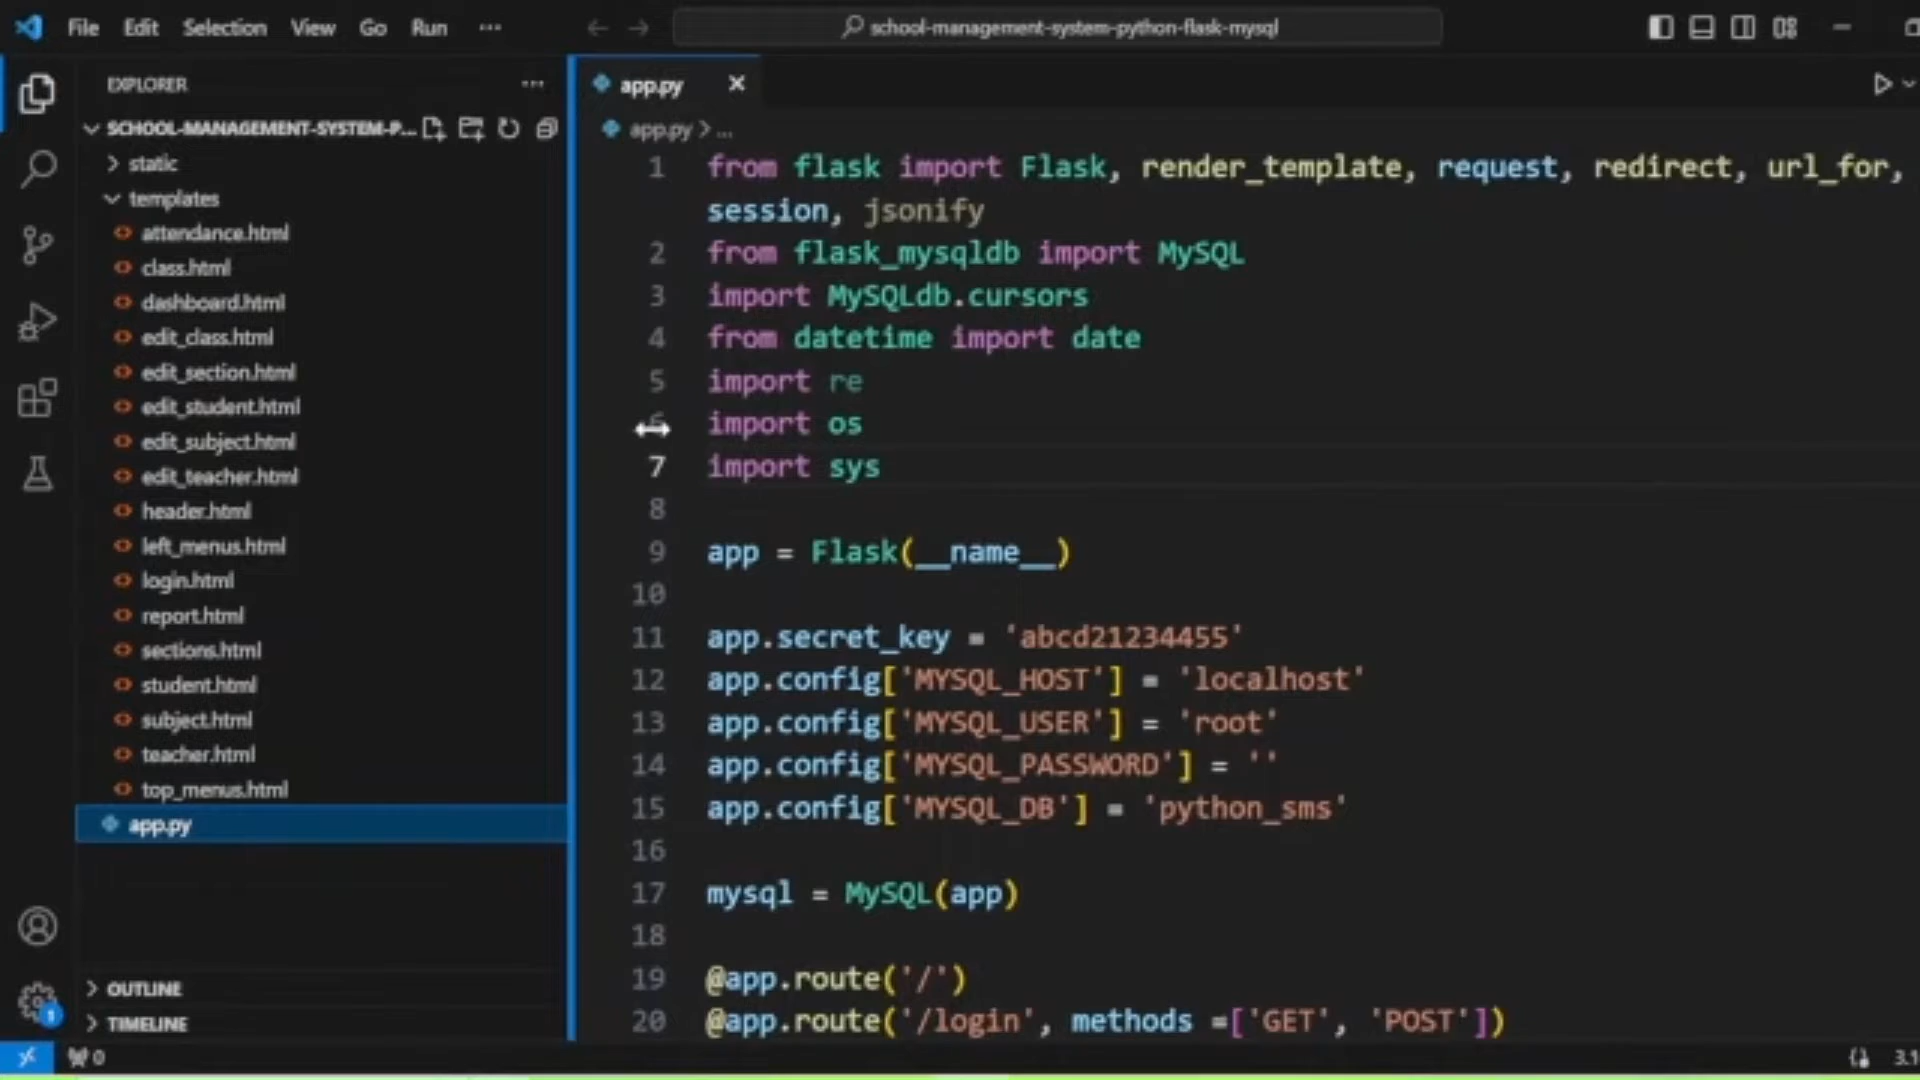 File Edit Selection View Go Run ...
school-management-system-python-flask-mysql
EXPLORER
SCHOOL-MANAGEMENT-SYSTEM-P...
static
templates
attendance.html
class.html
dashboard.html
edit_class.html
edit_section.html
edit_student.html
edit_subject.html
edit_teacher.html
header.html
left_menus.html
login.html
report.html
sections.html
student.html
subject.html
teacher.html
top_menus.html
app.py
OUTLINE
TIMELINE
app.py
app.py > ...
1 from flask import Flask, render_template, request, redirect, url_for,
session, jsonify
2 from flask_mysqldb import MySQL
3 import MySQLdb.cursors
4 from datetime import date
5 import re
6 import os
7 import sys
8
9 app = Flask(__name__)
10
11 app.secret_key = 'abcd21234455'
12 app.config['MYSQL_HOST'] = 'localhost'
13 app.config['MYSQL_USER'] = 'root'
14 app.config['MYSQL_PASSWORD'] = ''
15 app.config['MYSQL_DB'] = 'python_sms'
16
17 mysql = MySQL(app)
18
19 @app.route('/')
20 @app.route('/login', methods =['GET', 'POST'])
1
0
3.1